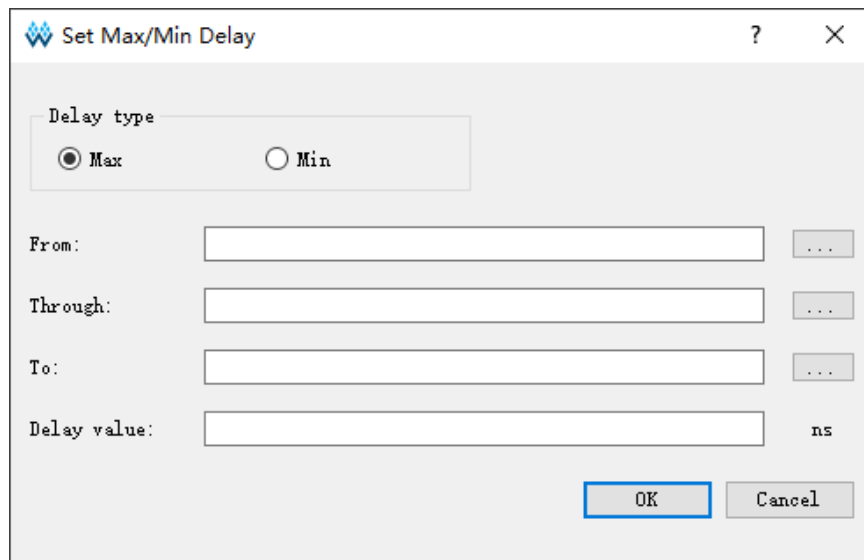 Set Max/Min Delay ?
Delay type
Max Min
From: ...
Through: ...
To: ...
Delay value: ns
OK Cancel